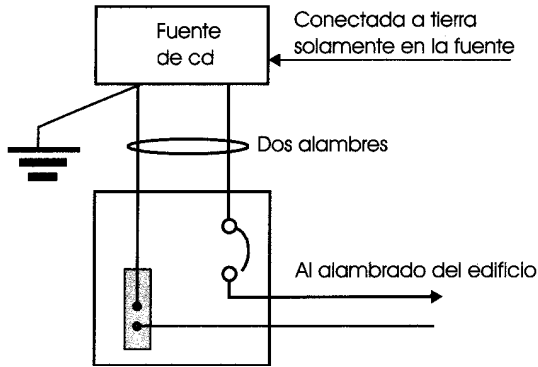 Fuente
de cd
Conectada a tierra
solamente en la fuente
Dos alambres
Al alambrado del edificio